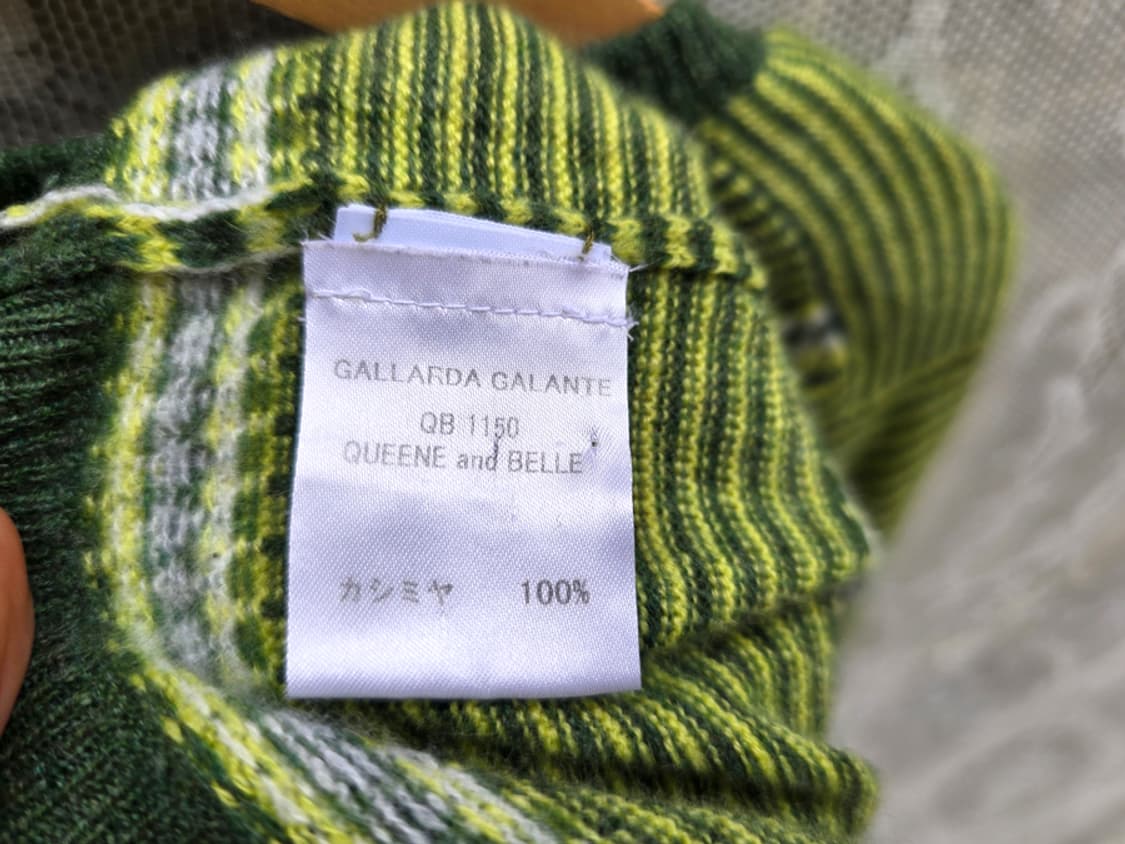 GALLARDA GALANTE
QB 1150
QUEENE and BELLE
カシミヤ 100%